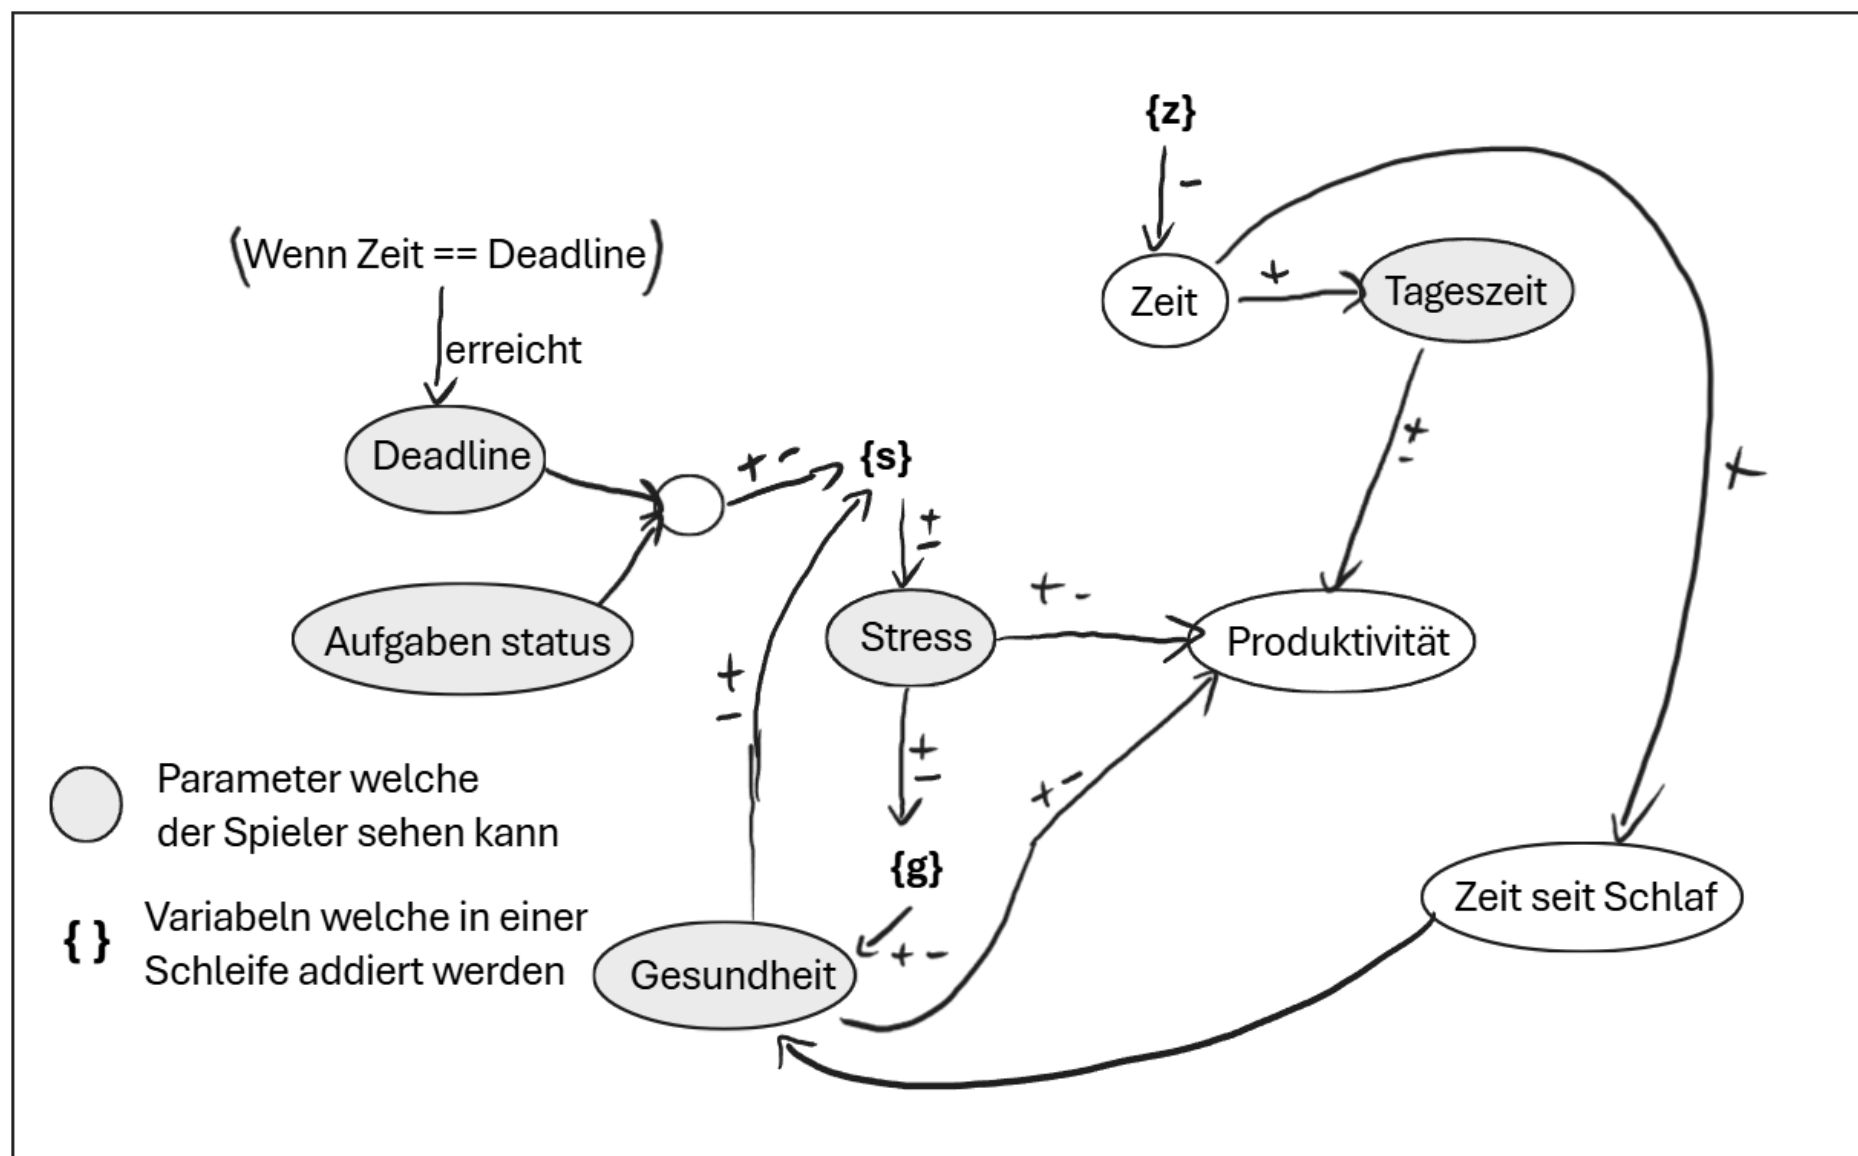 {z}
-
(Wenn Zeit == Deadline)
Zeit
+
Tageszeit
erreicht
+
-
Deadline
+ -
{s}
+
+
-
Aufgaben status
Stress
+ -
Produktivität
+
-
+
-
Parameter welche
der Spieler sehen kann
+ -
{g}
Zeit seit Schlaf
{ }
Variabeln welche in einer
Schleife addiert werden
+ -
Gesundheit